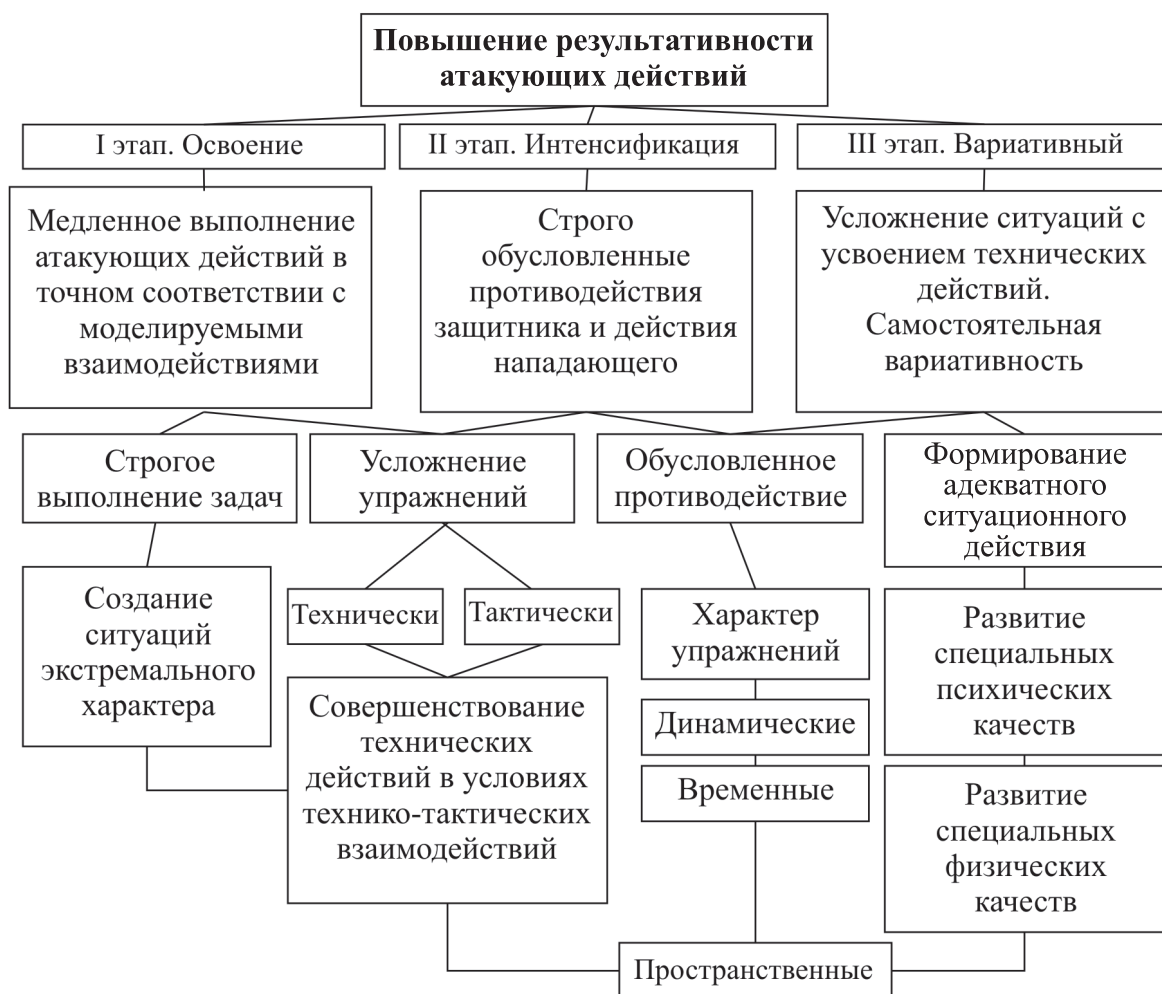 Повышение результативности
атакующих действий
I этап. Освоение
II этап. Интенсификация
III этап. Вариативный
Медленное выполнение
атакующих действий в
точном соответствии с
моделируемыми
взаимодействиями
Строго
обусловленные
противодействия
защитника и действия
нападающего
Усложнение ситуаций с
усвоением технических
действий.
Самостоятельная
вариативность
Строгое
выполнение задач
Усложнение
упражнений
Обусловленное
противодействие
Формирование
адекватного
ситуационного
действия
Создание
ситуаций
экстремального
характера
Технически
Тактически
Характер
упражнений
Развитие
специальных
психических
качеств
Совершенствование
технических
действий в условиях
технико-тактических
взаимодействий
Динамические
Временные
Развитие
специальных
физических
качеств
Пространственные